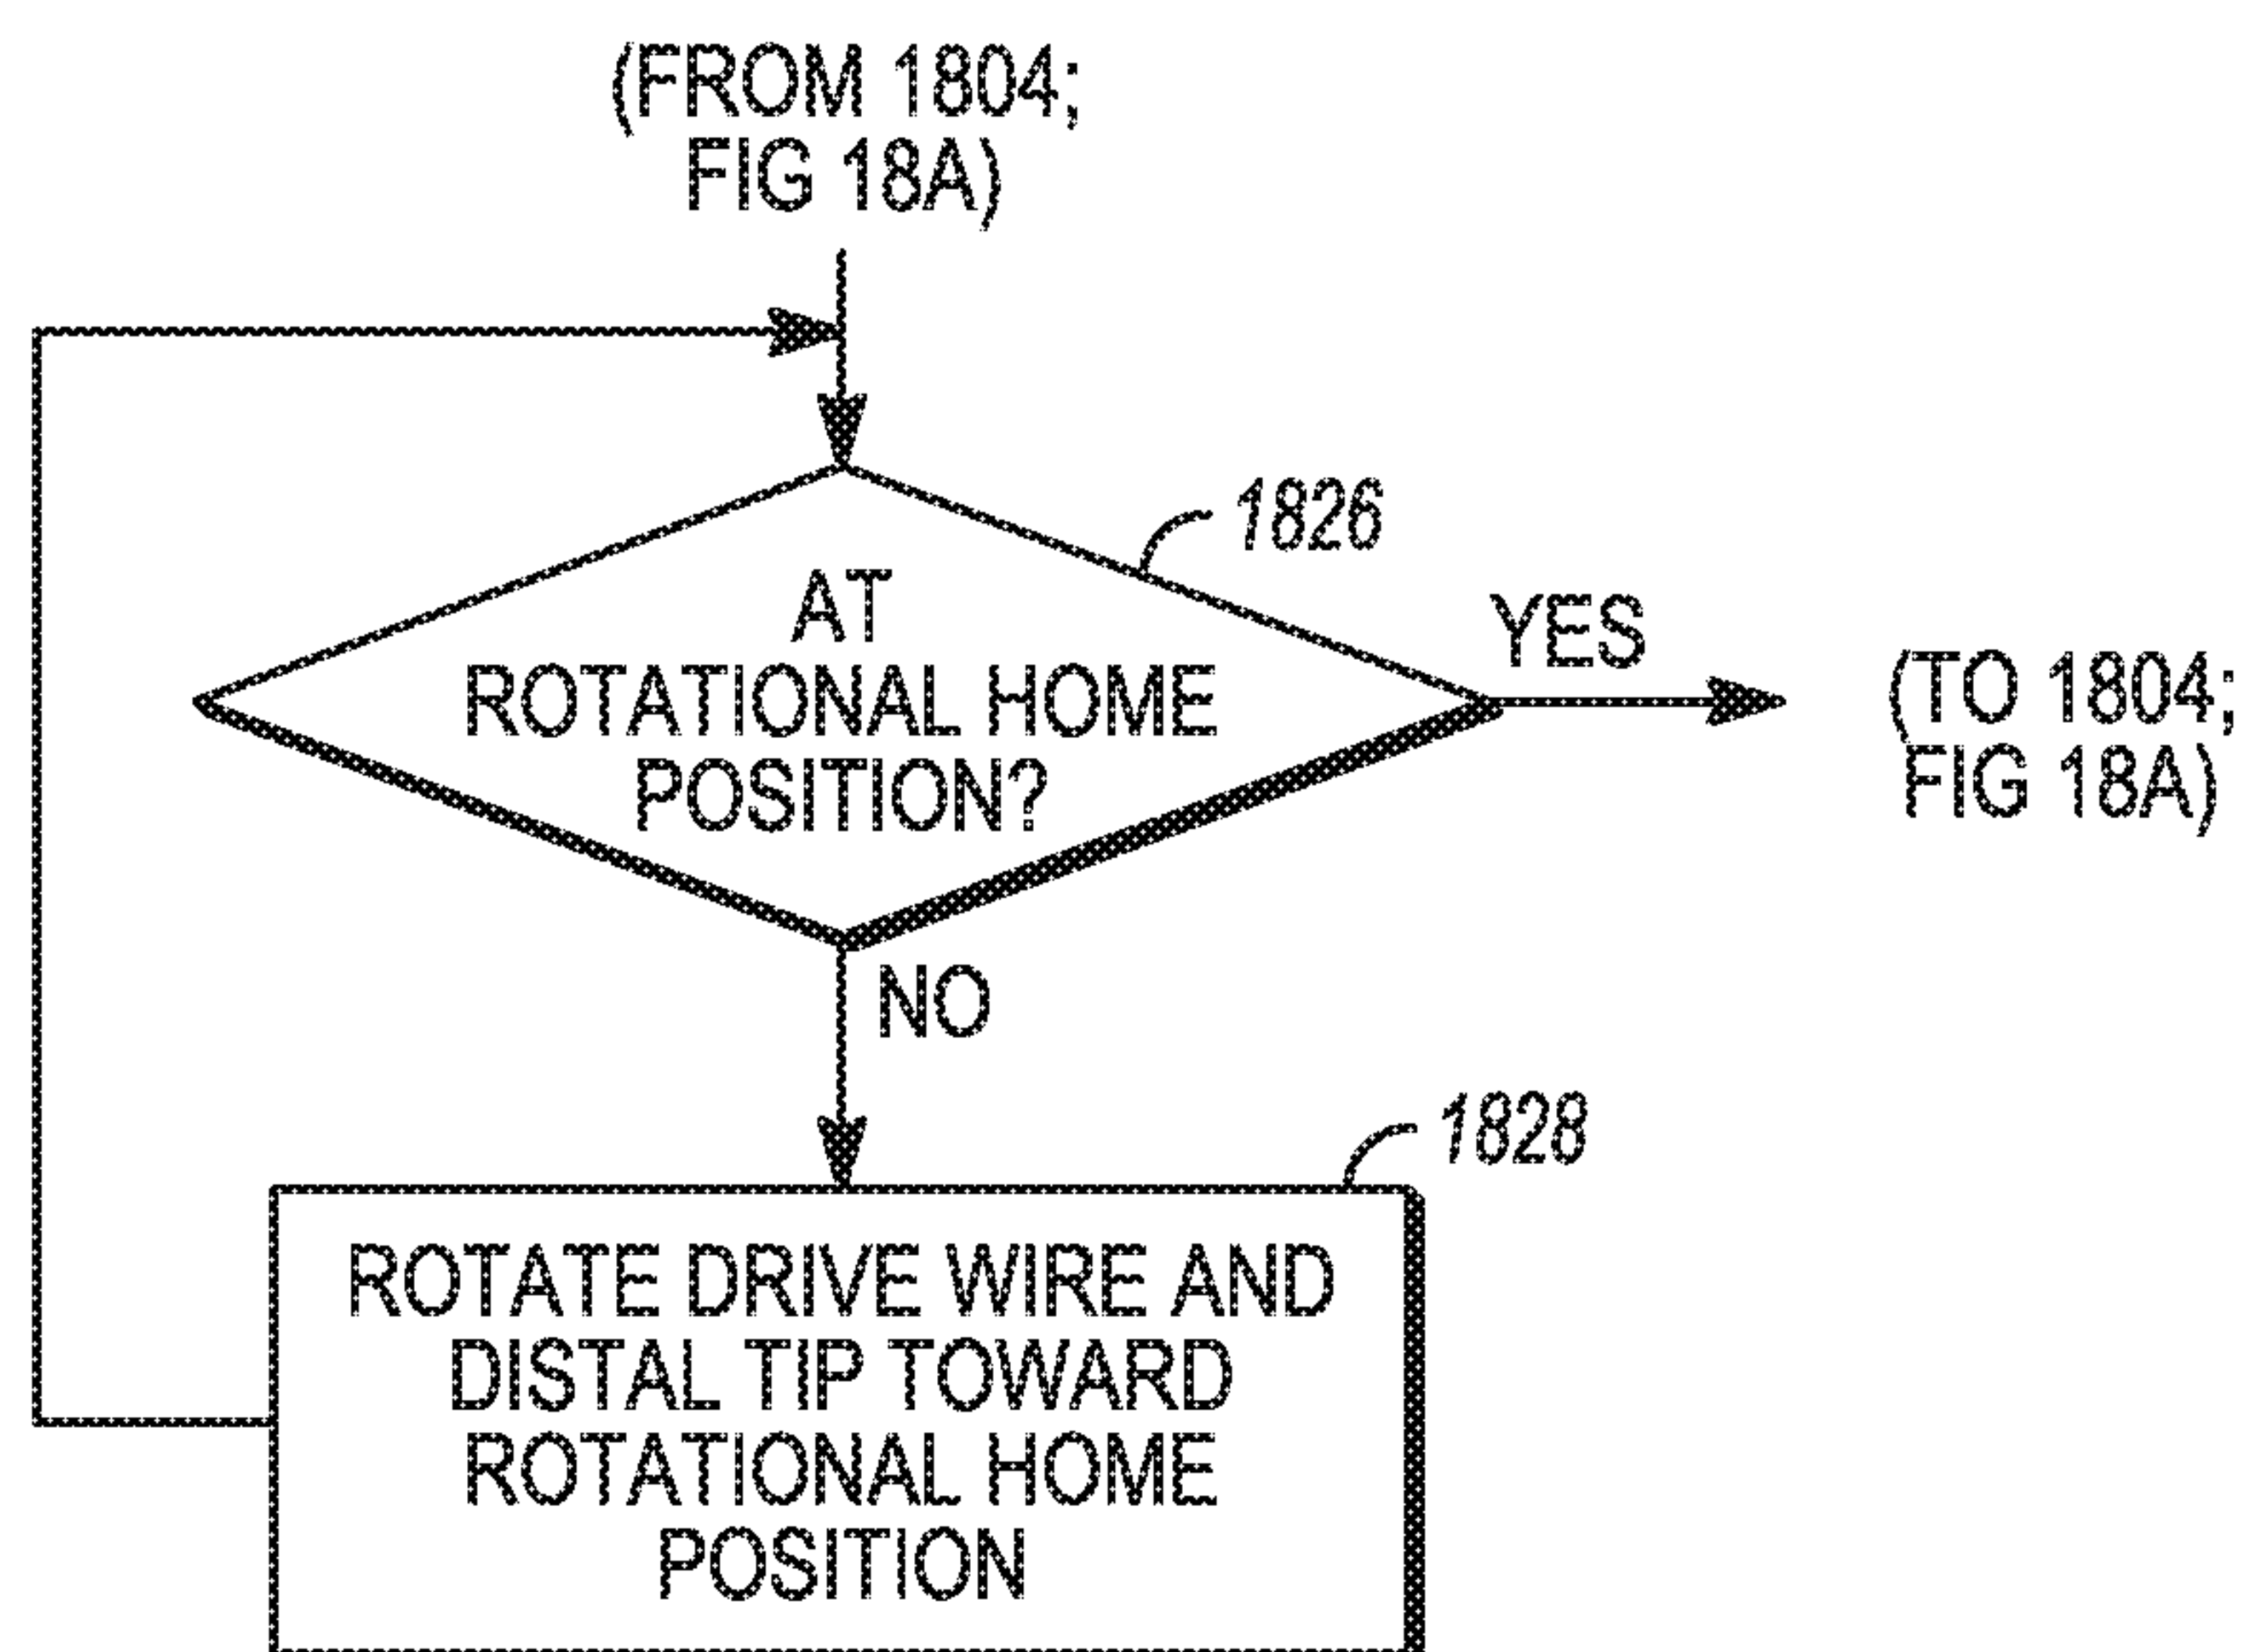 (FROM 1804;
FIG 18A)
1826
AT
ROTATIONAL HOME
POSITION?
YES
(TO 1804;
FIG 18A)
NO
1828
ROTATE DRIVE WIRE AND
DISTAL TIP TOWARD
ROTATIONAL HOME
POSITION